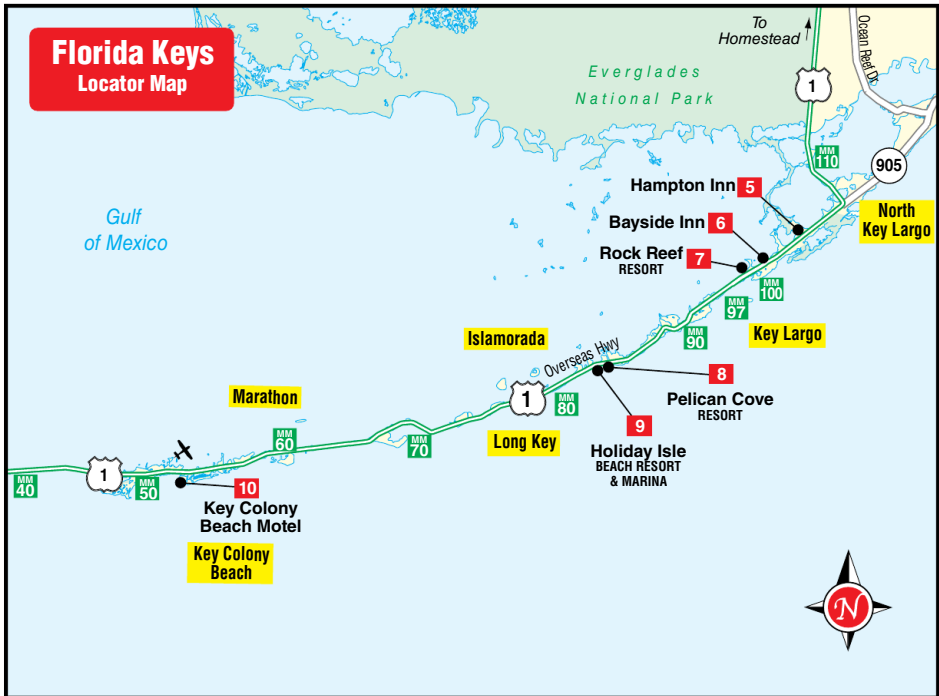 Florida Keys
Locator Map
To
Homestead
Ocean Reef Dr.
Everglades
National Park
1
MM
110
905
Hampton Inn 5
North
Key Largo
Bayside Inn 6
Gulf
of Mexico
Rock Reef 7
RESORT
MM
100
MM
97
Key Largo
MM
90
Islamorada
Overseas Hwy
8
Pelican Cove
RESORT
1
MM
80
Marathon
9
Holiday Isle
BEACH RESORT
& MARINA
Long Key
MM
70
MM
60
1
MM
50
MM
40
10
Key Colony
Beach Motel
Key Colony
Beach
N